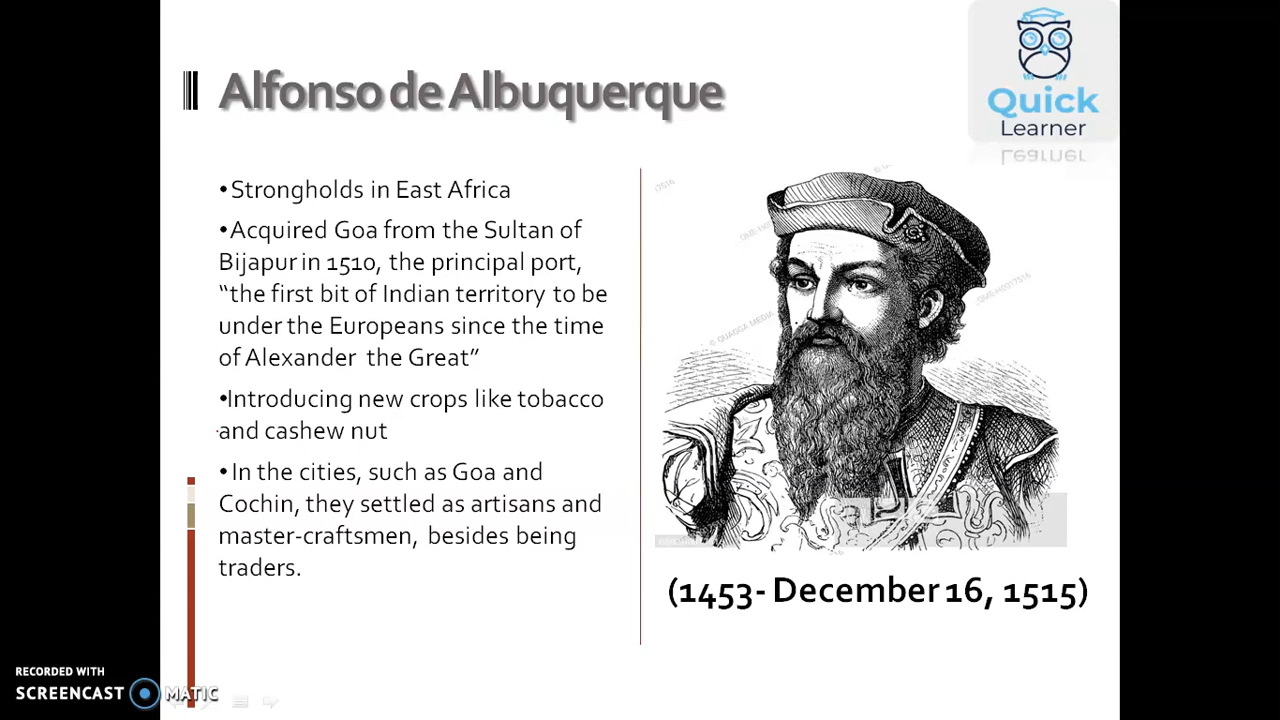 Alfonso de Albuquerque
Quick
Learner
•Strongholds in East Africa
•Acquired Goa from the Sultan of
Bijapur in 1510, the principal port,
“the first bit of Indian territory to be
under the Europeans since the time
of Alexander the Great”
•Introducing new crops like tobacco
and cashew nut
•In the cities, such as Goa and
Cochin, they settled as artisans and
master-craftsmen, besides being
traders.
(1453- December 16, 1515)
RECORDED WITH
SCREENCAST MATIC